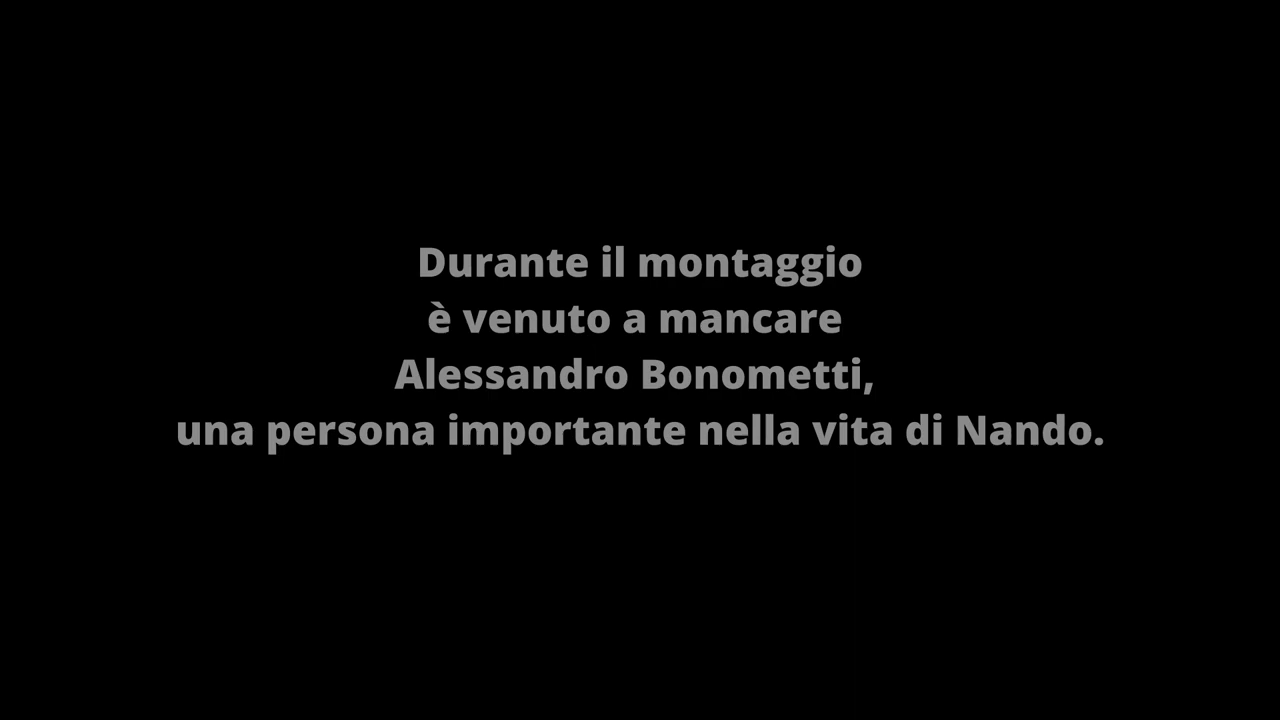 Durante il montaggio
è venuto a mancare
Alessandro Bonometti,
una persona importante nella vita di Nando.